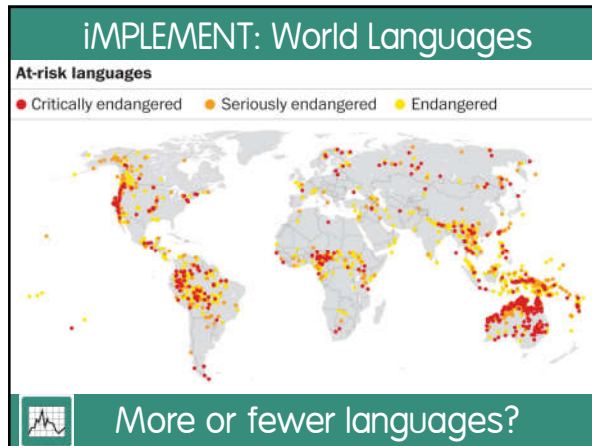 iMPLEMENT: World Languages
At-risk languages
Critically endangered Seriously endangered Endangered
More or fewer languages?